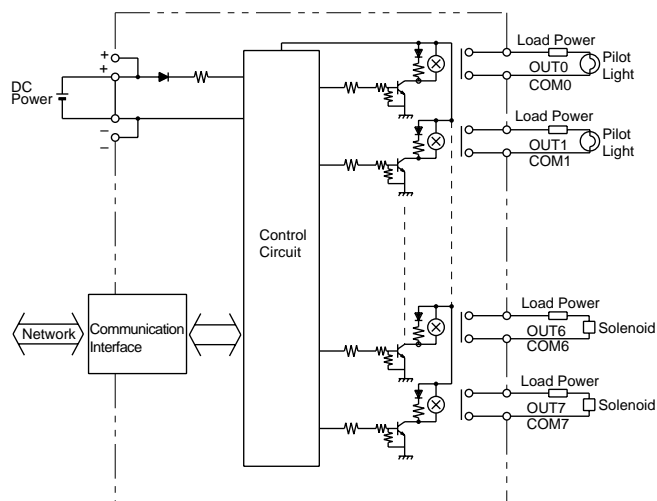 +
+
DC
Power
−
−
Load Power
OUT0
COM0
Pilot
Light
Load Power
OUT1
COM1
Pilot
Light
Control
Circuit
Network
Communication
Interface
Load Power
OUT6
COM6
Solenoid
Load Power
OUT7
COM7
Solenoid